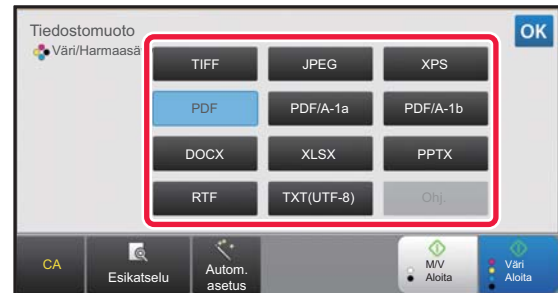 Tiedostomuoto
OK
Väri/Harmaasä
TIFF JPEG XPS
PDF PDF/A-1a PDF/A-1b
DOCX XLSX PPTX
RTF TXT(UTF-8) Ohj.
CA
Esikatselu
Autom.
asetus
M/V
Aloita
Väri
Aloita